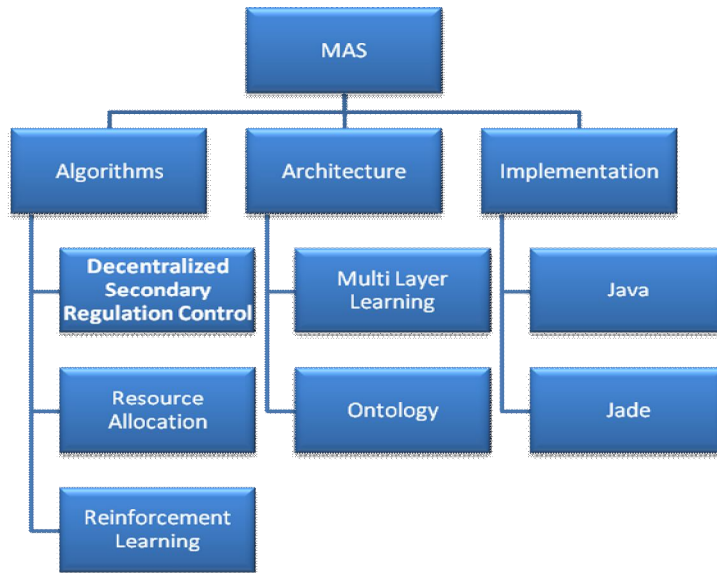 MAS
Algorithms
Architecture
Implementation
Decentralized
Secondary
Regulation Control
Multi Layer
Learning
Java
Resource
Allocation
Ontology
Jade
Reinforcement
Learning